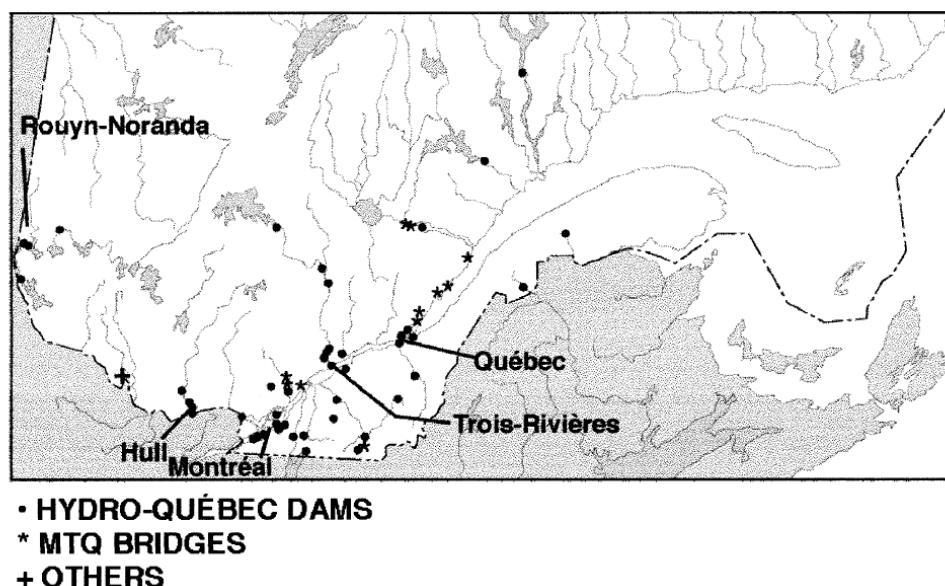 Rouyn-Noranda
Québec
Trois-Rivières
Hull
Montréal
• HYDRO-QUÉBEC DAMS
* MTQ BRIDGES
+ OTHERS